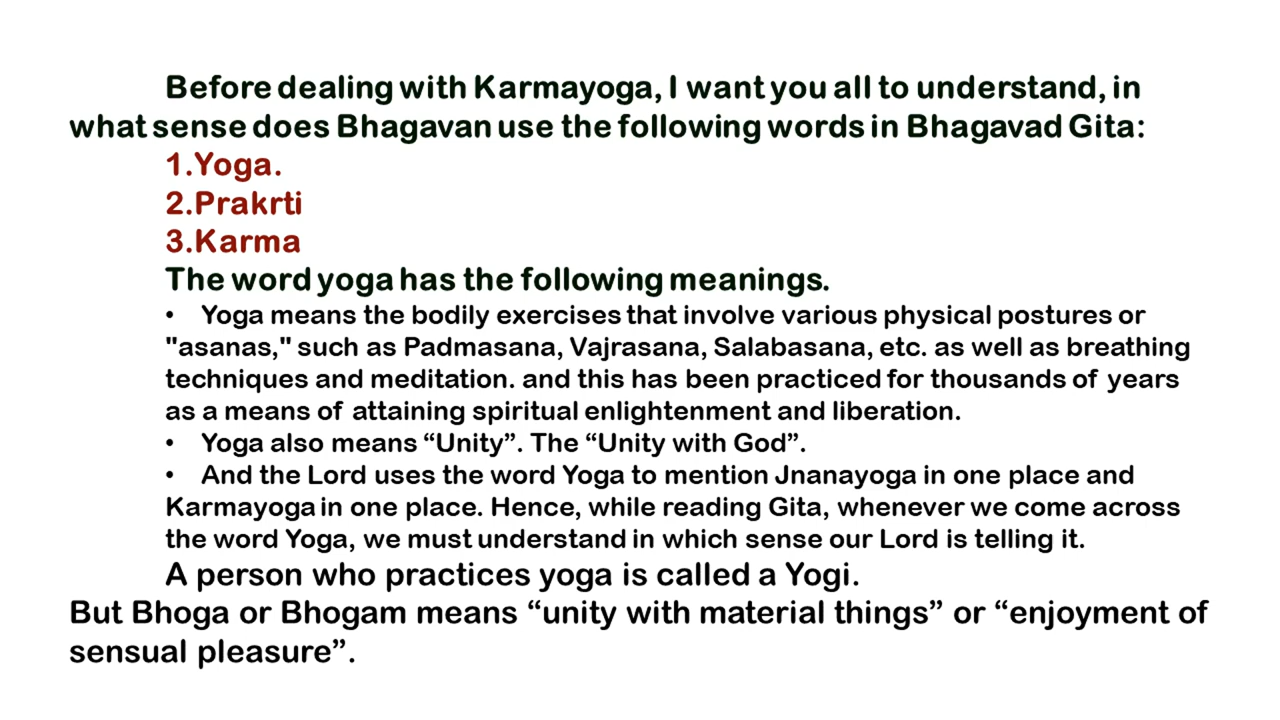 Before dealing with Karmayoga, I want you all to understand, in
what sense does Bhagavan use the following words in Bhagavad Gita:
1.Yoga.
2.Prakrti
3.Karma
The word yoga has the following meanings.
• Yoga means the bodily exercises that involve various physical postures or
"asanas," such as Padmasana, Vajrasana, Salabasana, etc. as well as breathing
techniques and meditation. and this has been practiced for thousands of years
as a means of attaining spiritual enlightenment and liberation.
• Yoga also means “Unity”. The “Unity with God”.
• And the Lord uses the word Yoga to mention Jnanayoga in one place and
Karmayoga in one place. Hence, while reading Gita, whenever we come across
the word Yoga, we must understand in which sense our Lord is telling it.
A person who practices yoga is called a Yogi.
But Bhoga or Bhogam means “unity with material things” or “enjoyment of
sensual pleasure”.